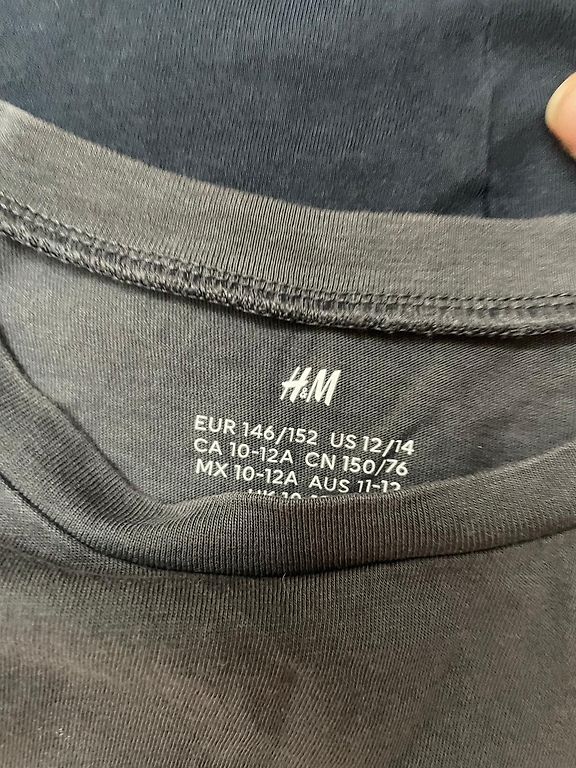 H&M
EUR 146/152 US 12/14
CA 10-12A CN 150/76
MX 10-12A AUS 11-12